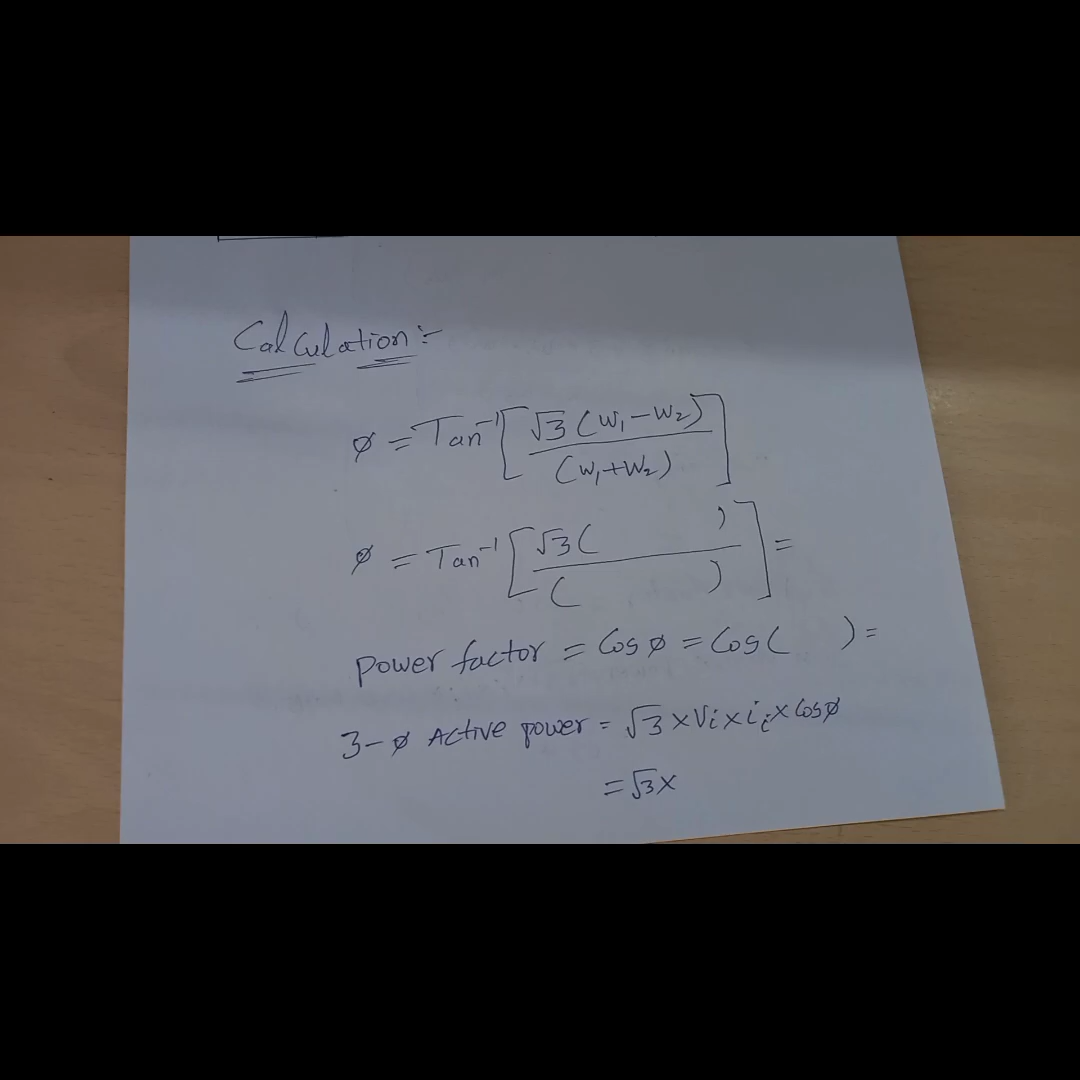 Calculation:-
ø = Tan⁻¹ [ √3 (W₁ - W₂) / (W₁ + W₂) ]
ø = Tan⁻¹ [ √3 (      ) / (      ) ] =
power factor = Cos ø = Cos (    ) =
3-ø Active power = √3 × Vi × ii × Cosø
= √3 ×